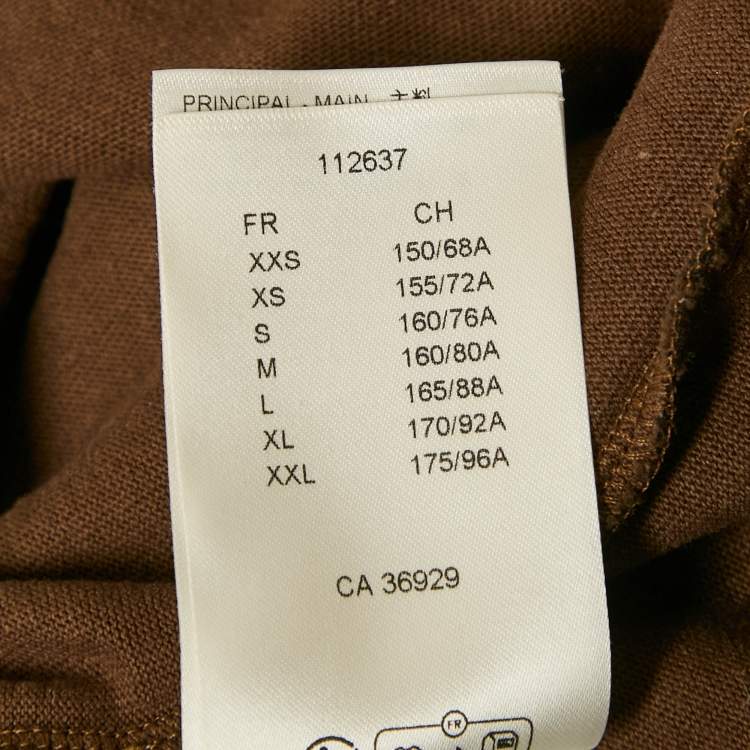 PRINCIPAL - MAIN 主料
112637
FR CH
XXS 150/68A
XS 155/72A
S 160/76A
M 160/80A
L 165/88A
XL 170/92A
XXL 175/96A
CA 36929
FR